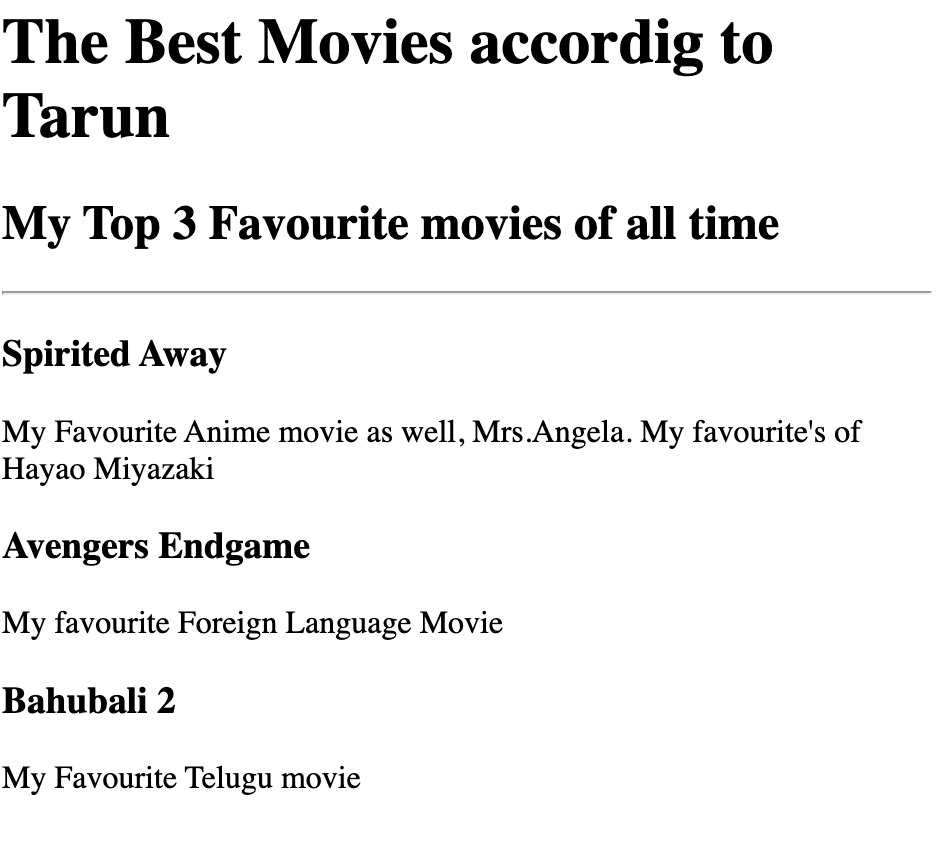 The Best Movies accordig to
Tarun
My Top 3 Favourite movies of all time
Spirited Away
My Favourite Anime movie as well, Mrs.Angela. My favourite's of
Hayao Miyazaki
Avengers Endgame
My favourite Foreign Language Movie
Bahubali 2
My Favourite Telugu movie